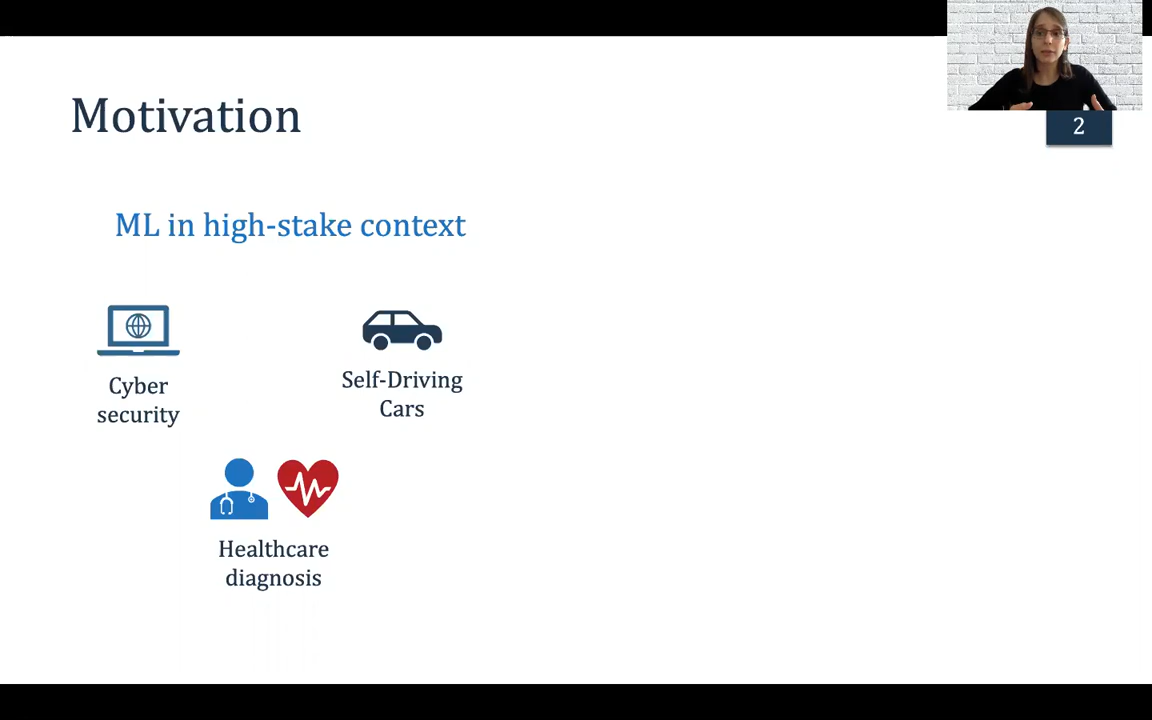 Motivation
2
ML in high-stake context
Cyber
security
Self-Driving
Cars
Healthcare
diagnosis